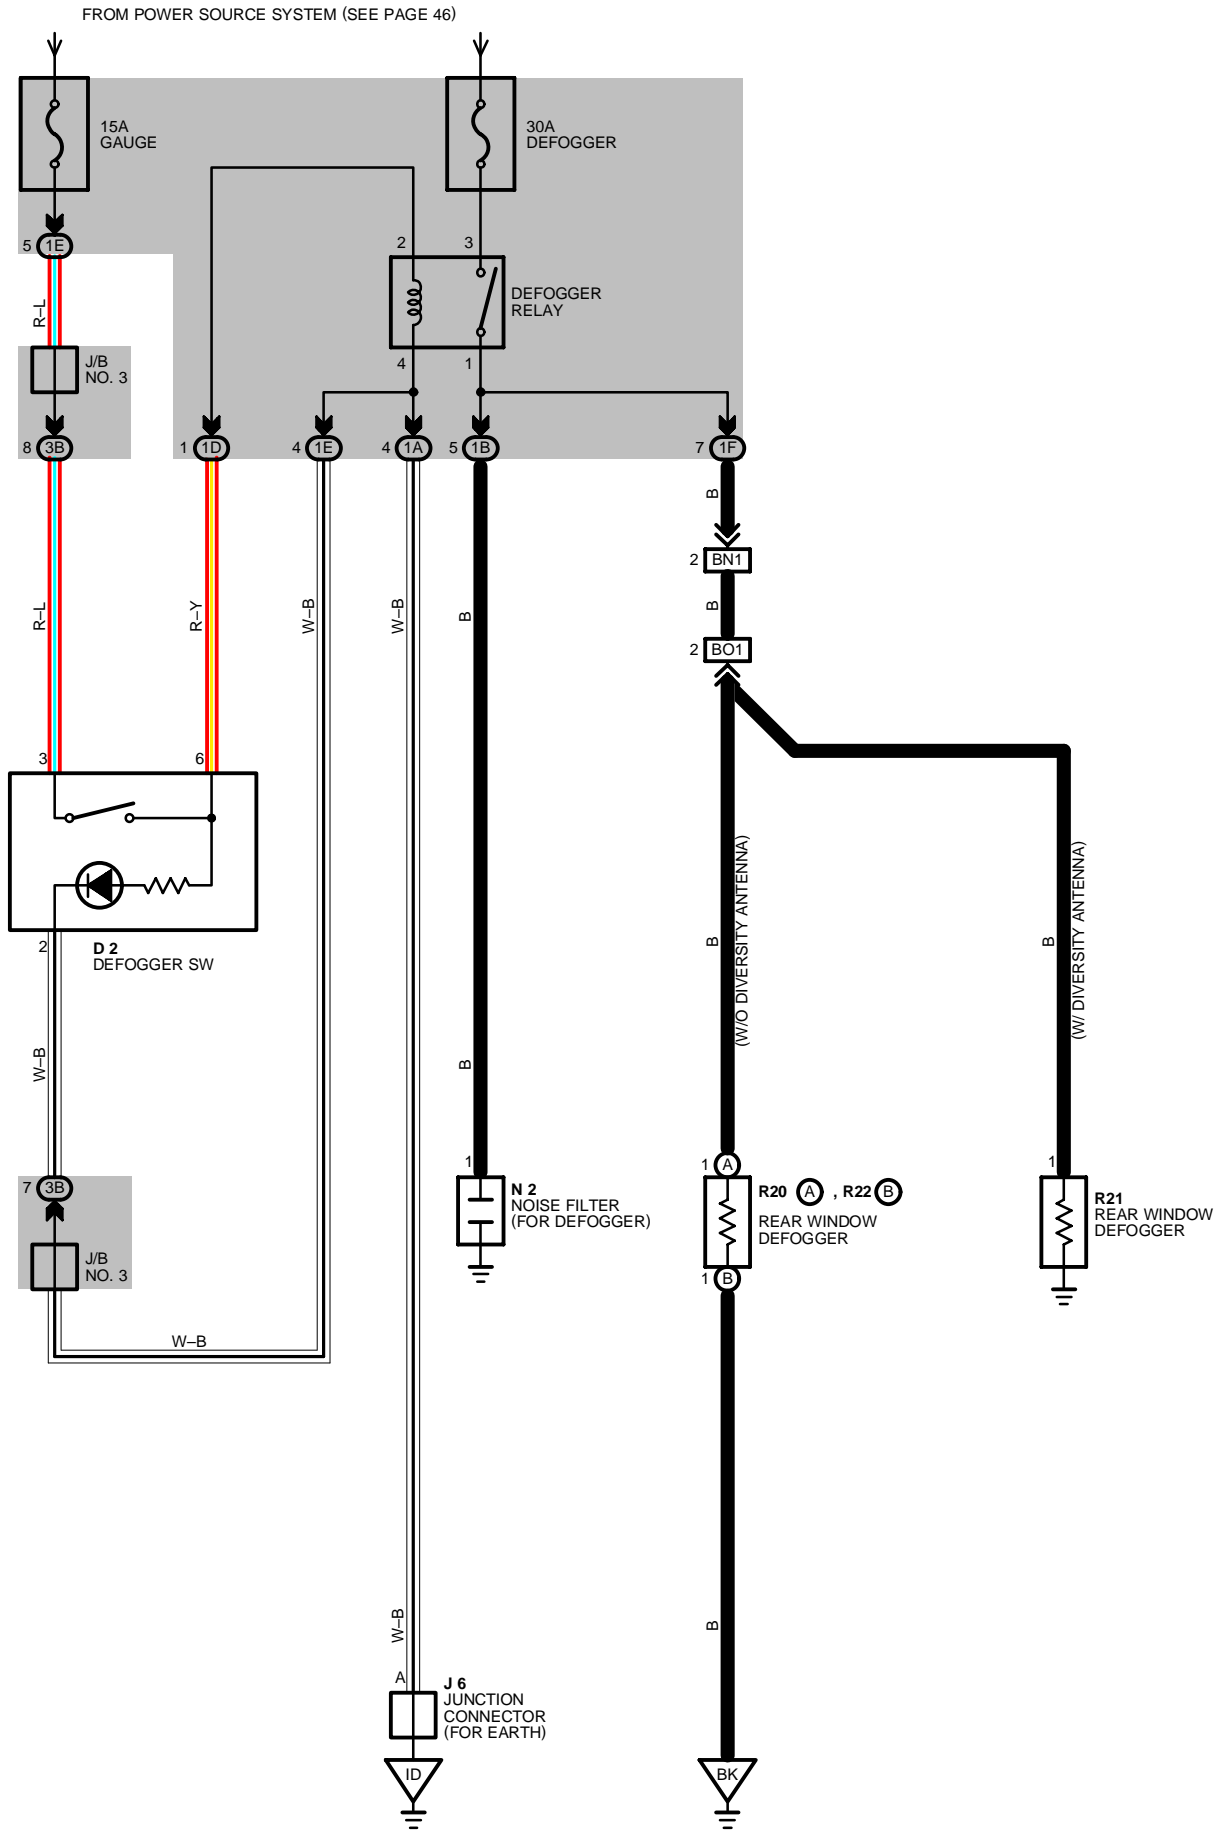 FROM POWER SOURCE SYSTEM (SEE PAGE 46)
15A
GAUGE
30A
DEFOGGER
5 1E
2
3
DEFOGGER
RELAY
R–L
J/B
NO. 3
4
1
8 3B
1 1D
4 1E
4 1A
5 1B
7 1F
B
2 BN1
R–L
R–Y
W–B
W–B
B
B
2 BO1
3
6
2
D 2
DEFOGGER SW
B
(W/O DIVERSITY ANTENNA)
B
(W/ DIVERSITY ANTENNA)
W–B
B
1
1 A
1
7 3B
N 2
NOISE FILTER
(FOR DEFOGGER)
R20 A , R22 B
REAR WINDOW
DEFOGGER
R21
REAR WINDOW
DEFOGGER
J/B
NO. 3
1 B
W–B
W–B
B
A
J 6
JUNCTION
CONNECTOR
(FOR EARTH)
ID
BK